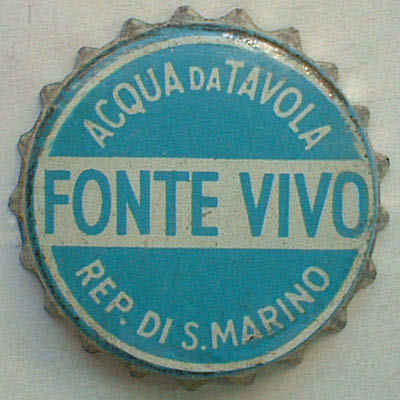 ACQUA DA TAVOLA
FONTE VIVO
REP. DI S. MARINO